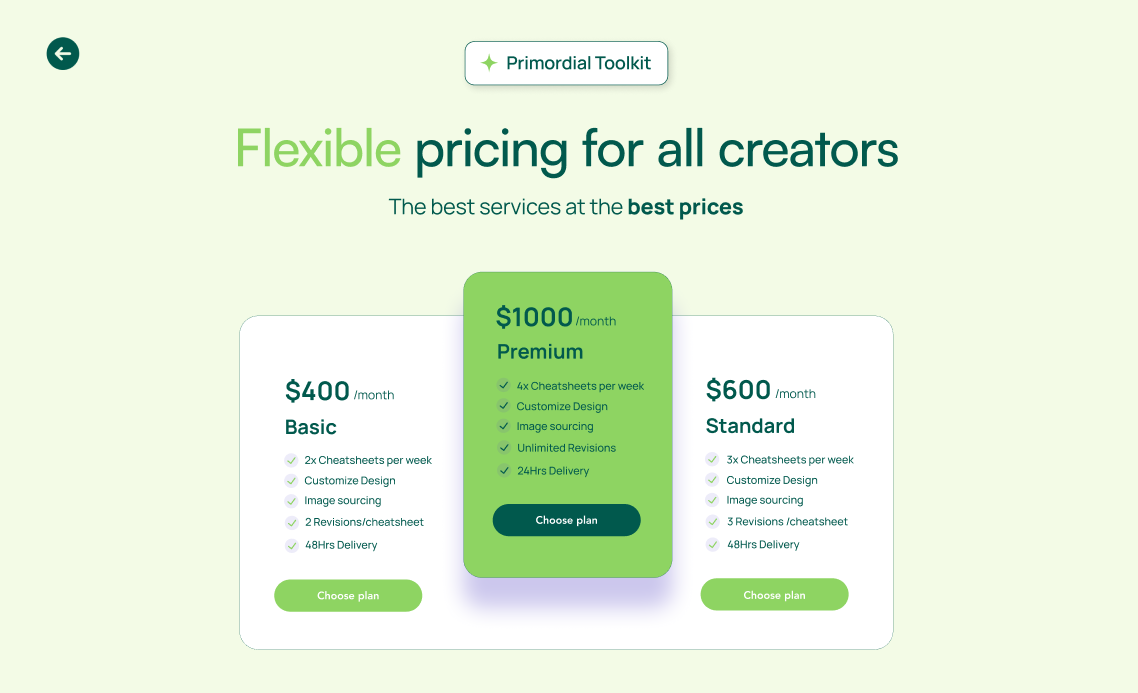 Primordial Toolkit
Flexible pricing for all creators
The best services at the best prices
$400 /month
Basic
2x Cheatsheets per week
Customize Design
Image sourcing
2 Revisions/cheatsheet
48Hrs Delivery
Choose plan
$1000 /month
Premium
4x Cheatsheets per week
Customize Design
Image sourcing
Unlimited Revisions
24Hrs Delivery
Choose plan
$600 /month
Standard
3x Cheatsheets per week
Customize Design
Image sourcing
3 Revisions /cheatsheet
48Hrs Delivery
Choose plan